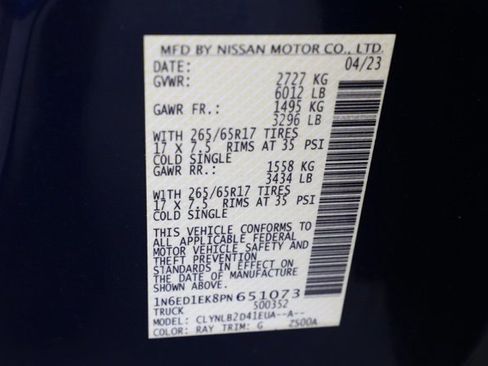 MFD BY NISSAN MOTOR CO., LTD.
DATE: 04/23
GVWR: 2727 KG
6012 LB
GAWR FR.: 1495 KG
3296 LB
WITH 265/65R17 TIRES
17 X 7.5 RIMS AT 35 PSI
COLD SINGLE
GAWR RR.: 1558 KG
3434 LB
WITH 265/65R17 TIRES
17 X 7.5 RIMS AT 35 PSI
COLD SINGLE
THIS VEHICLE CONFORMS TO
ALL APPLICABLE FEDERAL
MOTOR VEHICLE SAFETY AND
THEFT PREVENTION
STANDARDS IN EFFECT ON
THE DATE OF MANUFACTURE
SHOWN ABOVE.
1N6ED1EK8PN651073
TRUCK 500352
MODEL: CLYNLB2D41EUA--A--
COLOR: RAY TRIM: G Z500A